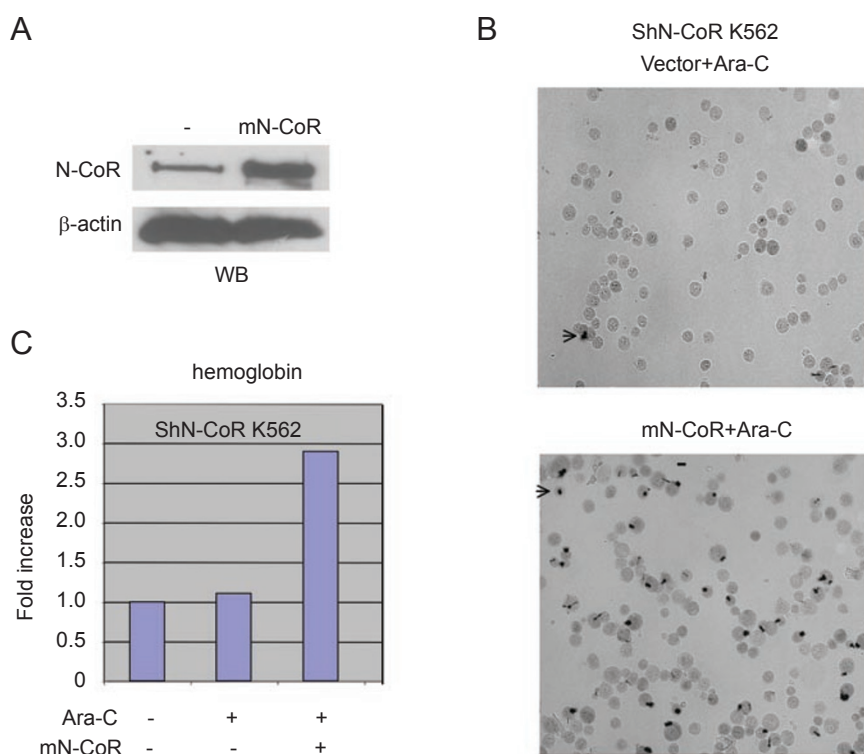 A
- mN-CoR
N-CoR
β-actin
WB
B
ShN-CoR K562
Vector+Ara-C
mN-CoR+Ara-C
C
hemoglobin
ShN-CoR K562
Fold increase
3.5
3.0
2.5
2.0
1.5
1.0
0.5
0
Ara-C - + +
mN-CoR - - +